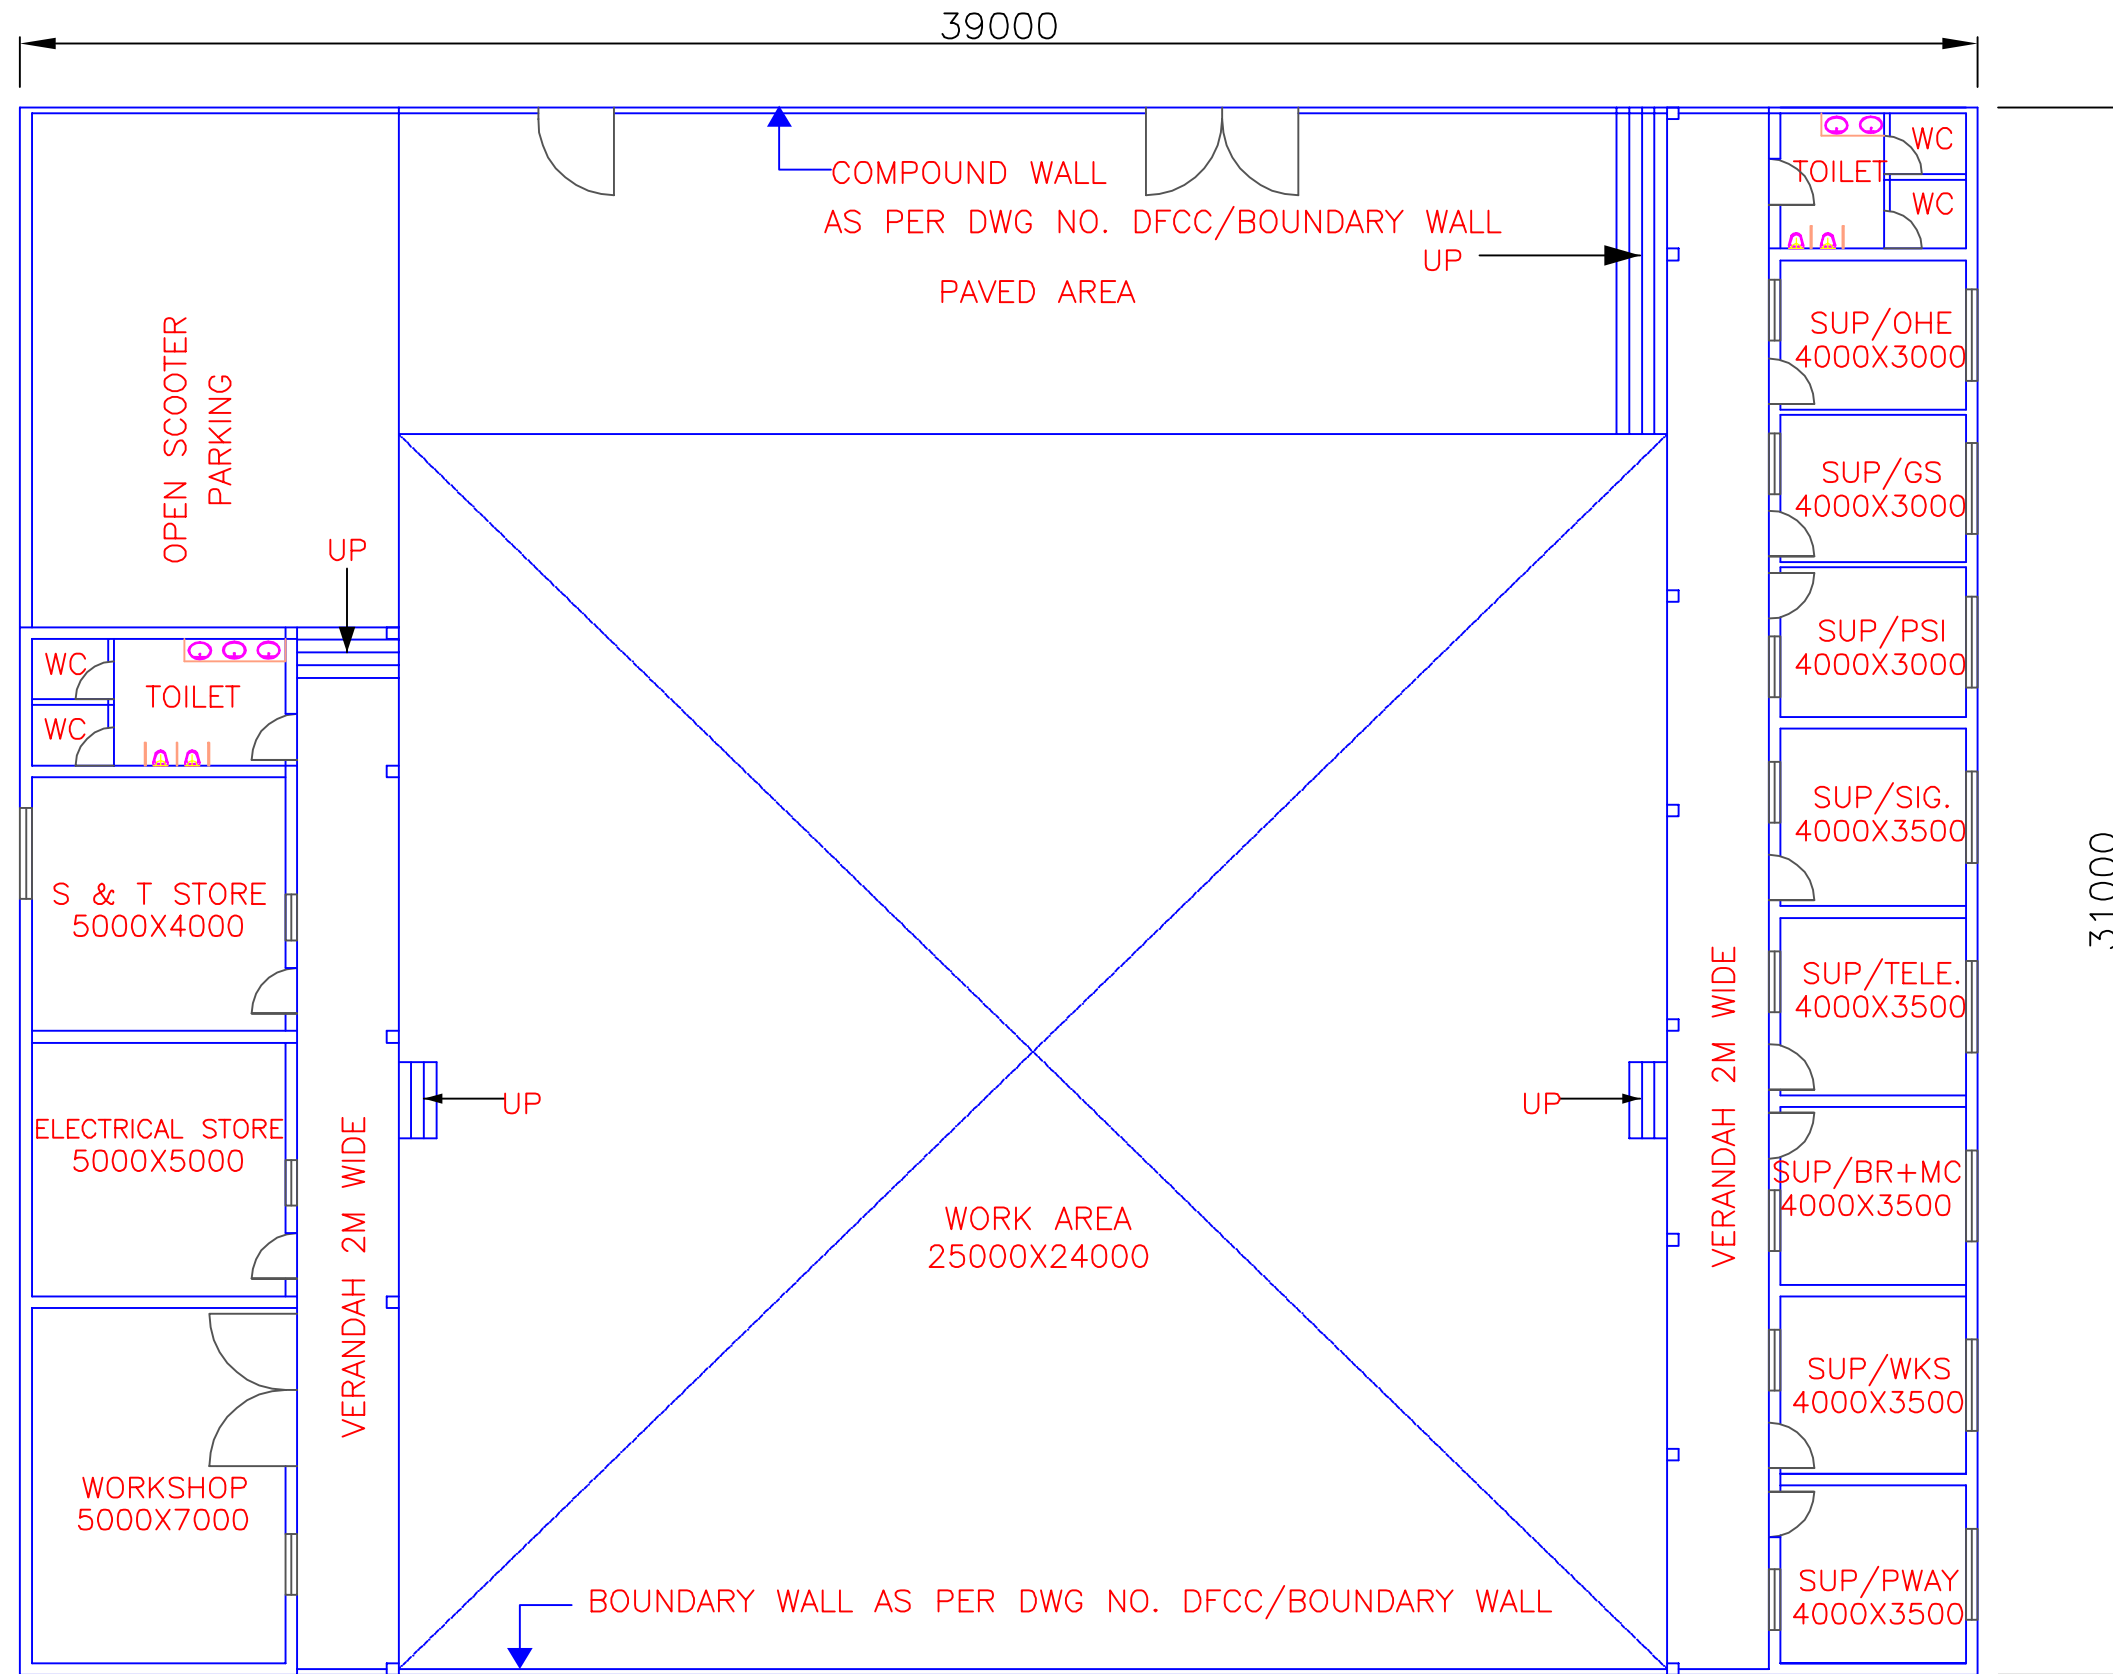 39000
WC
COMPOUND WALL
TOILET
WC
AS PER DWG NO. DFCC/BOUNDARY WALL
UP
PAVED AREA
SUP/OHE
4000X3000
OPEN SCOOTER
PARKING
SUP/GS
4000X3000
UP
SUP/PSI
4000X3000
WC
TOILET
WC
SUP/SIG.
4000X3500
31000
S & T STORE
5000X4000
SUP/TELE.
4000X3500
VERANDAH 2M WIDE
UP
UP
ELECTRICAL STORE
5000X5000
VERANDAH 2M WIDE
SUP/BR+MC
4000X3500
WORK AREA
25000X24000
SUP/WKS
4000X3500
WORKSHOP
5000X7000
SUP/PWAY
4000X3500
BOUNDARY WALL AS PER DWG NO. DFCC/BOUNDARY WALL